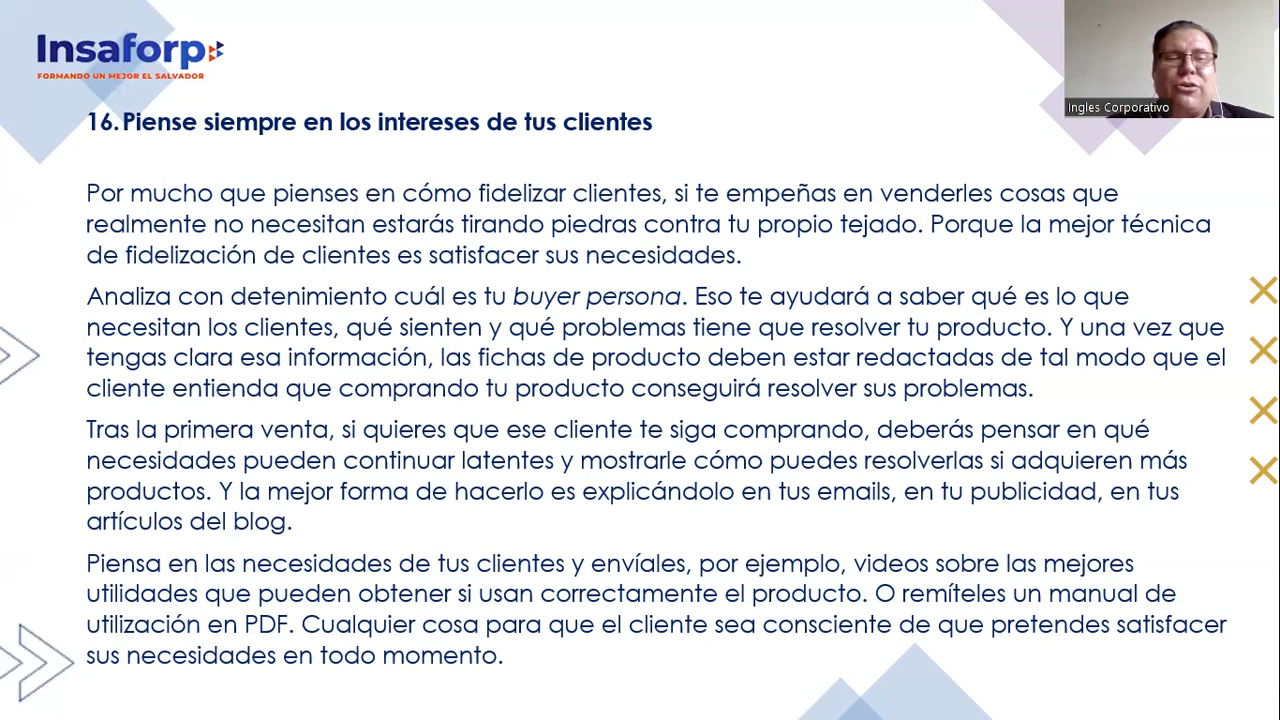 Insaforp
FORMANDO UN MEJOR EL SALVADOR
Ingles Corporativo
16. Piense siempre en los intereses de tus clientes
Por mucho que pienses en cómo fidelizar clientes, si te empeñas en venderles cosas que
realmente no necesitan estarás tirando piedras contra tu propio tejado. Porque la mejor técnica
de fidelización de clientes es satisfacer sus necesidades.
Analiza con detenimiento cuál es tu buyer persona. Eso te ayudará a saber qué es lo que
necesitan los clientes, qué sienten y qué problemas tiene que resolver tu producto. Y una vez que
tengas clara esa información, las fichas de producto deben estar redactadas de tal modo que el
cliente entienda que comprando tu producto conseguirá resolver sus problemas.
Tras la primera venta, si quieres que ese cliente te siga comprando, deberás pensar en qué
necesidades pueden continuar latentes y mostrarle cómo puedes resolverlas si adquieren más
productos. Y la mejor forma de hacerlo es explicándolo en tus emails, en tu publicidad, en tus
artículos del blog.
Piensa en las necesidades de tus clientes y envíales, por ejemplo, videos sobre las mejores
utilidades que pueden obtener si usan correctamente el producto. O remíteles un manual de
utilización en PDF. Cualquier cosa para que el cliente sea consciente de que pretendes satisfacer
sus necesidades en todo momento.